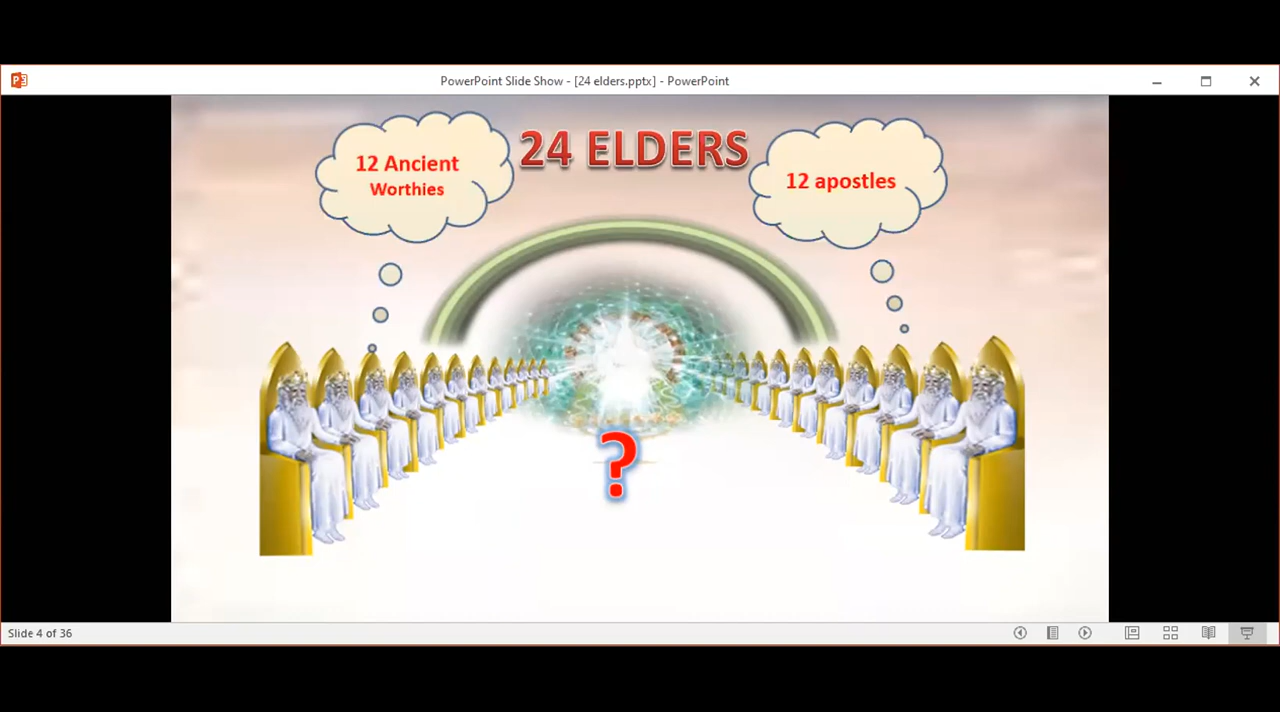 PowerPoint Slide Show - [24 elders.pptx] - PowerPoint
24 ELDERS
12 Ancient
Worthies
12 apostles
?
Slide 4 of 36